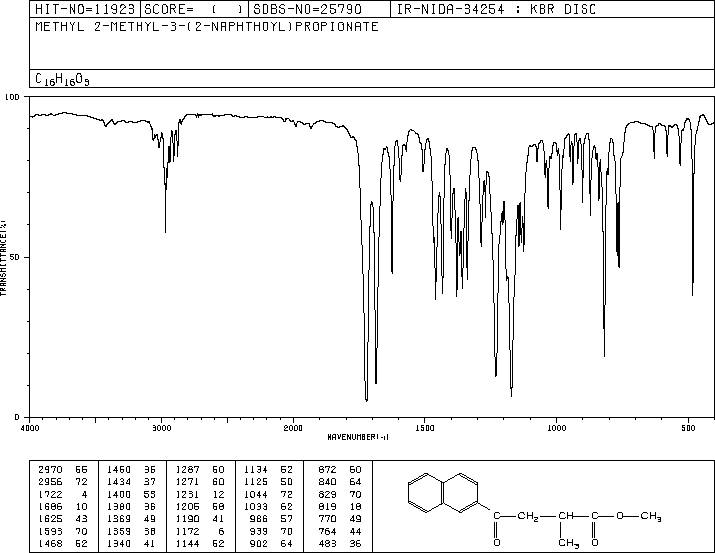 HIT-NO=11923 SCORE= ( ) SDBS-NO=25790 IR-NIDA-34254 : KBR DISC
METHYL 2-METHYL-3-(2-NAPHTHOYL)PROPIONATE
C16H16O3
100
50
0
TRANSMITTANCE(%)
4000 3000 2000 1500 1000 500
WAVENUMBER(-1)
2970 66 1460 36 1287 60 1134 62 872 60
2956 72 1434 37 1271 60 1125 50 840 64
1722 4 1400 55 1231 12 1044 72 829 70
1686 10 1380 36 1205 58 1033 62 819 18
1625 43 1369 49 1190 41 986 57 770 49
1593 70 1359 38 1172 6 939 70 764 44
1468 52 1340 41 1144 52 902 64 483 36
C CH2 CH C O CH3
O CH3 O